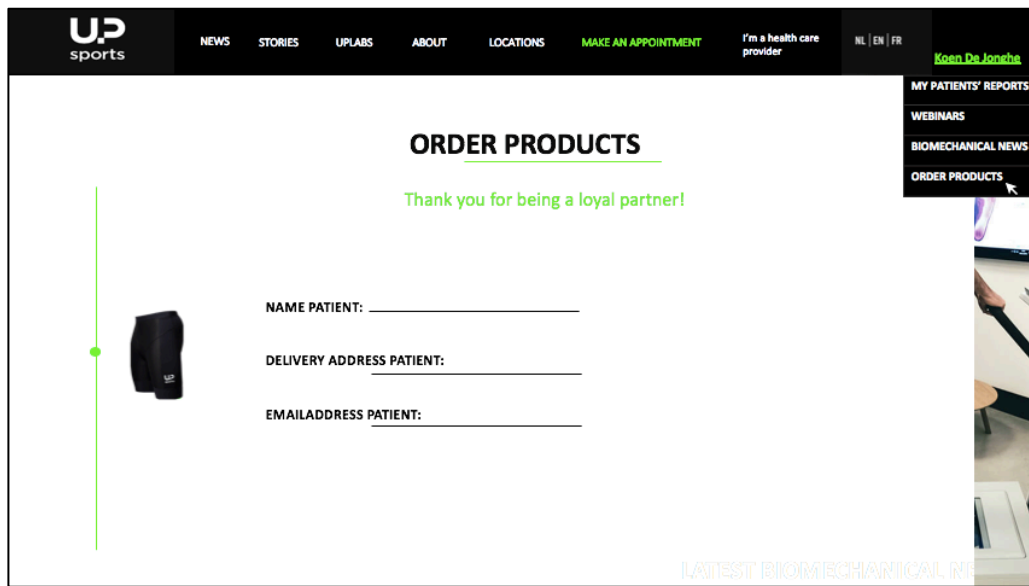 U.P
sports
NEWS
STORIES
UPLABS
ABOUT
LOCATIONS
MAKE AN APPOINTMENT
I'm a health care
provider
NL | EN | FR
Koen De Jonghe
MY PATIENTS' REPORTS
WEBINARS
BIOMECHANICAL NEWS
ORDER PRODUCTS
ORDER PRODUCTS
Thank you for being a loyal partner!
NAME PATIENT:
DELIVERY ADDRESS PATIENT:
EMAILADDRESS PATIENT:
U.P
LATEST BIOMECHANICAL NE